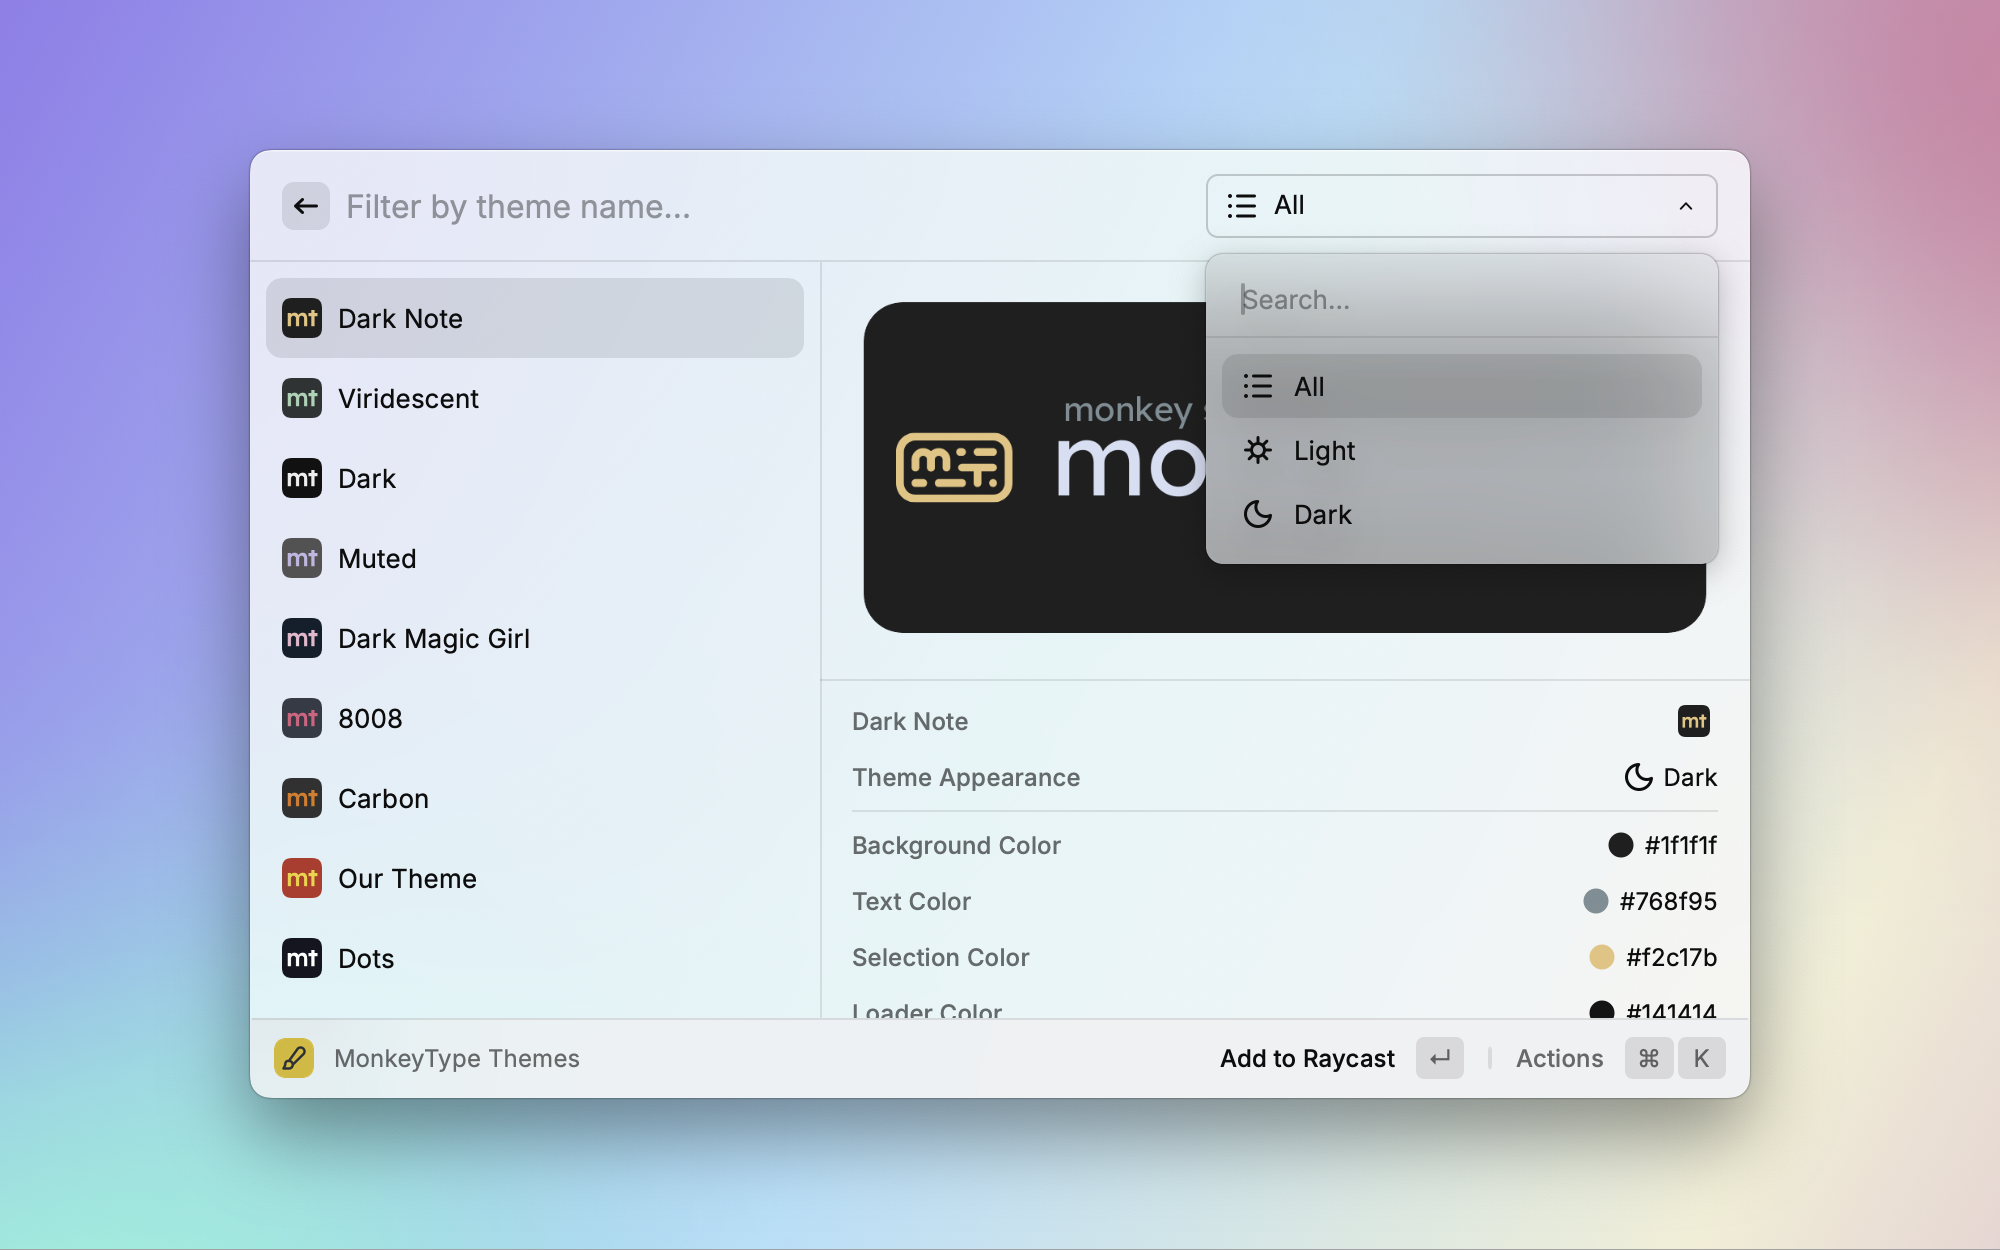 Filter by theme name...
All
Search...
All
Light
Dark
mt Dark Note
mt Viridescent
mt Dark
mt Muted
mt Dark Magic Girl
mt 8008
mt Carbon
mt Our Theme
mt Dots
monkey s
mo
Dark Note mt
Theme Appearance Dark
Background Color #1f1f1f
Text Color #768f95
Selection Color #f2c17b
Loader Color #141414
MonkeyType Themes
Add to Raycast
Actions ⌘ K